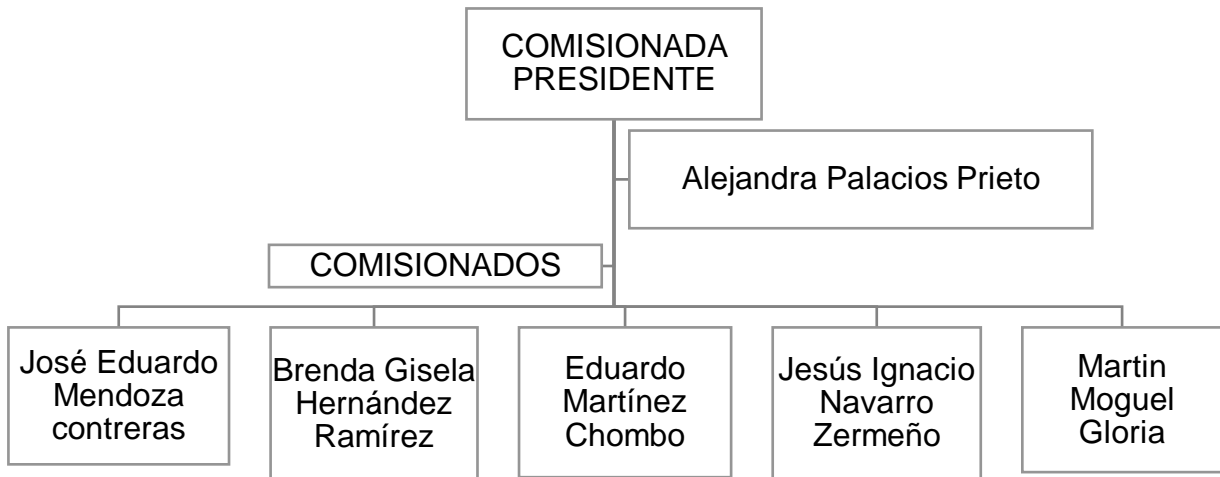 COMISIONADA
PRESIDENTE
Alejandra Palacios Prieto
COMISIONADOS
José Eduardo
Mendoza
contreras
Brenda Gisela
Hernández
Ramírez
Eduardo
Martínez
Chombo
Jesús Ignacio
Navarro
Zermeño
Martin
Moguel
Gloria